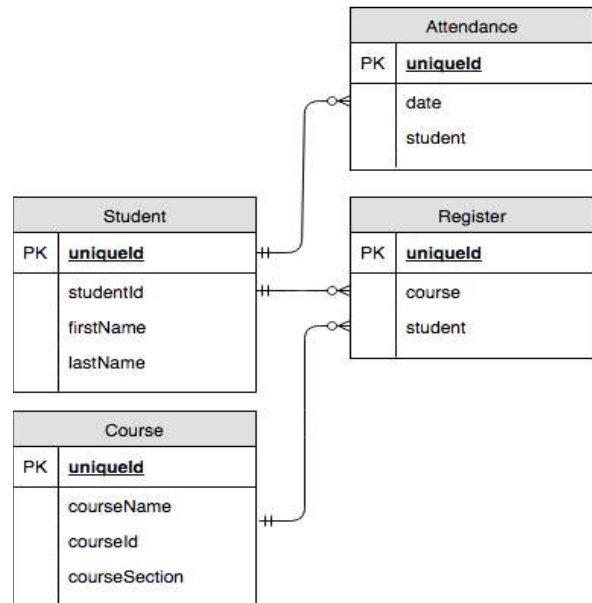 Attendance
PK uniqueId
date
student
Student
PK uniqueId
studentId
firstName
lastName
Register
PK uniqueId
course
student
Course
PK uniqueId
courseName
courseId
courseSection